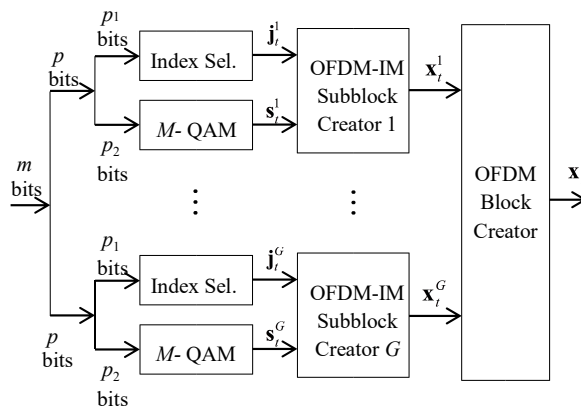 p₁
bits
j_t^1
p
bits
Index Sel.
OFDM-IM
Subblock
Creator 1
x_t^1
s_t^1
M- QAM
p₂
bits
m
bits
OFDM
Block
Creator
x
p₁
bits
j_t^G
Index Sel.
OFDM-IM
Subblock
Creator G
x_t^G
p
bits
s_t^G
M- QAM
p₂
bits